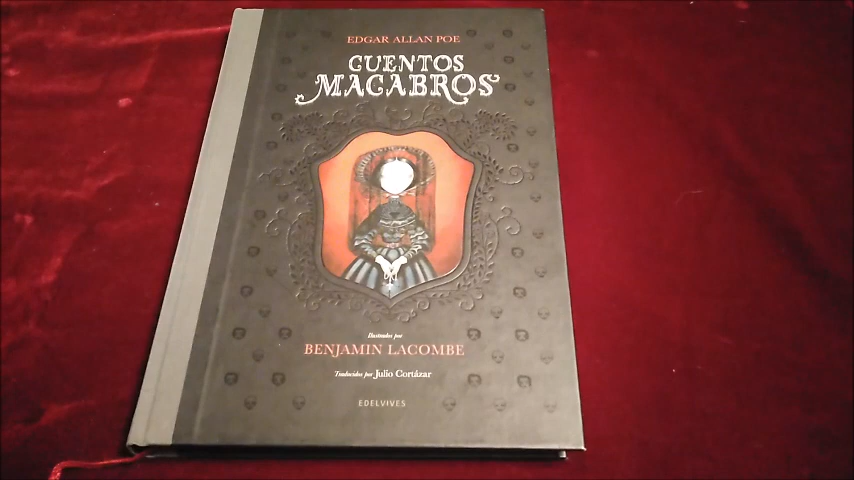 EDGAR ALLAN POE
CUENTOS
MACABROS
Ilustrados por
BENJAMIN LACOMBE
Traducidos por Julio Cortázar
EDELVIVES